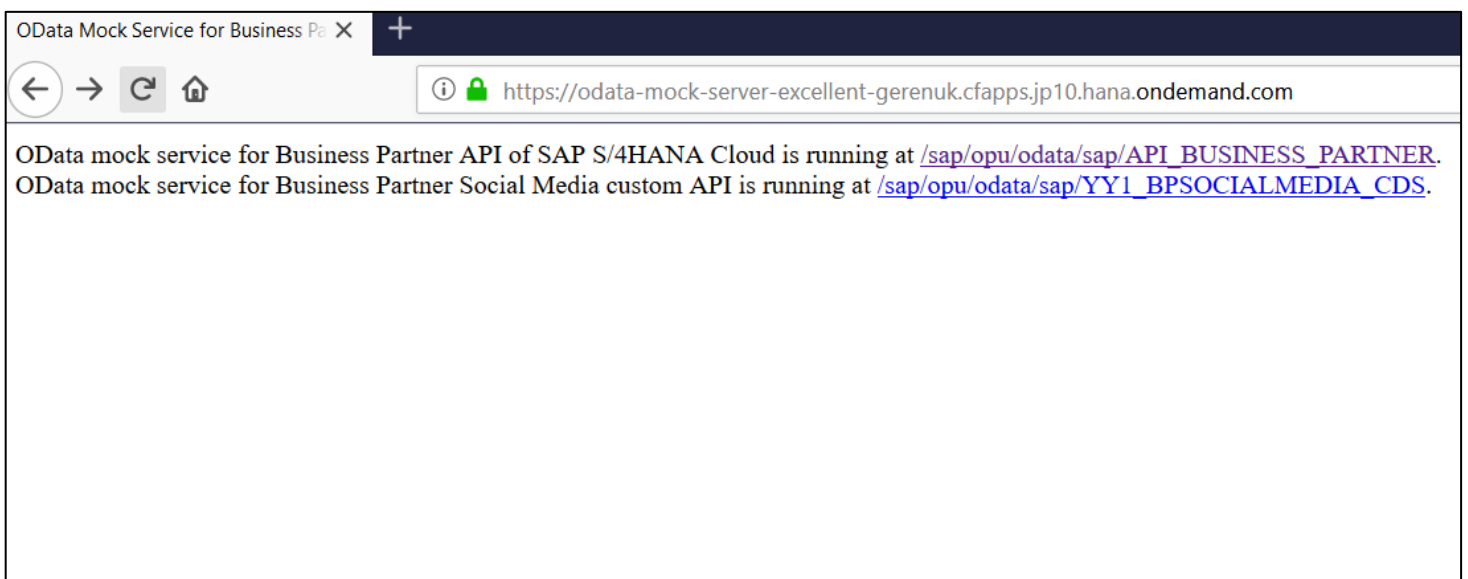 OData Mock Service for Business Pa
https://odata-mock-server-excellent-gerenuk.cfapps.jp10.hana.ondemand.com
OData mock service for Business Partner API of SAP S/4HANA Cloud is running at /sap/opu/odata/sap/API_BUSINESS_PARTNER.
OData mock service for Business Partner Social Media custom API is running at /sap/opu/odata/sap/YY1_BPSOCIALMEDIA_CDS.